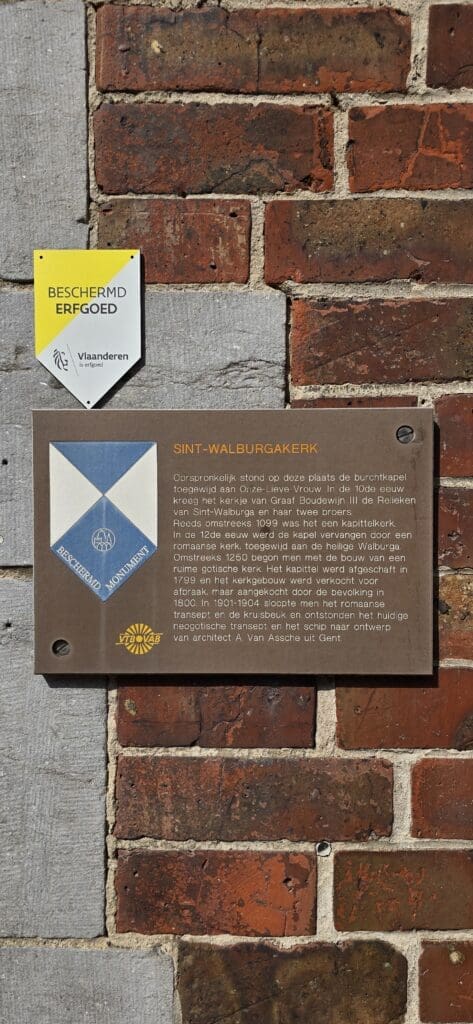 BESCHERMD
ERFGOED
Vlaanderen
is erfgoed
SINT-WALBURGAKERK
Oorspronkelijk stond op deze plaats de burchtkapel
toegewijd aan Onze-Lieve-Vrouw. In de 10de eeuw
kreeg het kerkje van Graaf Boudewijn III de Relieken
van Sint-Walburga en haar twee broers.
Reeds omstreeks 1099 was het een kapittelkerk.
In de 12de eeuw werd de kapel vervangen door een
romaanse kerk, toegewijd aan de heilige Walburga.
Omstreeks 1250 begon men met de bouw van een
ruime gotische kerk. Het kapittel werd afgeschaft in
1799 en het kerkgebouw werd verkocht voor
afbraak, maar aangekocht door de bevolking in
1800. In 1901-1904 sloopte men het romaanse
transept en de kruisbeuk en ontstonden het huidige
neogotische transept en het schip naar ontwerp
van architect A. Van Assche uit Gent.
BESCHERMD MONUMENT
VTB VAB